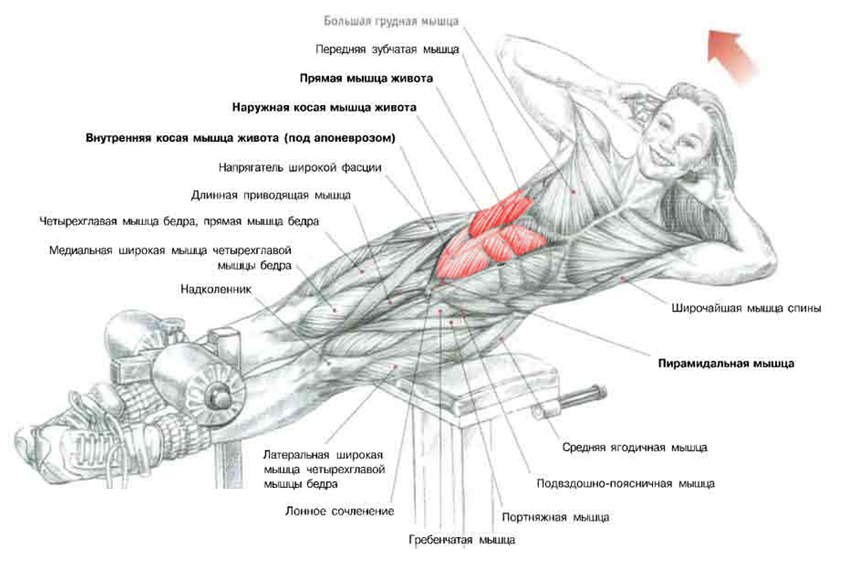 Большая грудная мышца
Передняя зубчатая мышца
Прямая мышца живота
Наружная косая мышца живота
Внутренняя косая мышца живота (под апоневрозом)
Напрягатель широкой фасции
Длинная приводящая мышца
Четырехглавая мышца бедра, прямая мышца бедра
Медиальная широкая мышца четырехглавой
мышцы бедра
Надколенник
Широчайшая мышца спины
Пирамидальная мышца
Средняя ягодичная мышца
Латеральная широкая
мышца четырехглавой
мышцы бедра
Подвздошно-поясничная мышца
Лонное сочленение
Портняжная мышца
Гребенчатая мышца